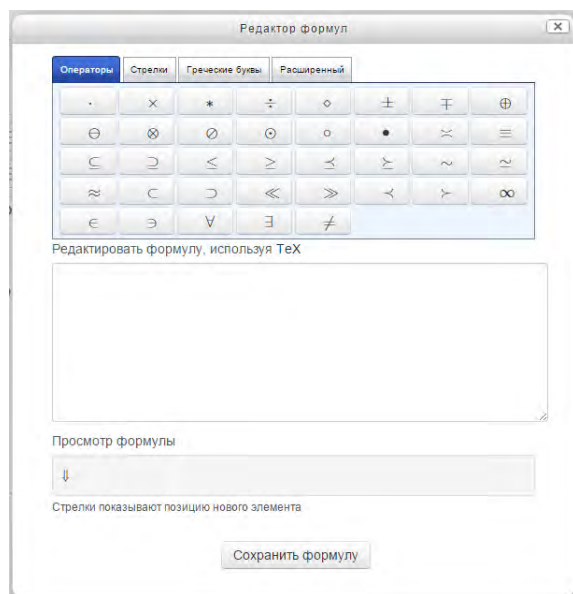 Редактор формул
Операторы Стрелки Греческие буквы Расширенный
· × * ÷ ⋄ ± ∓ ⊕
⊖ ⊗ ⊘ ⊙ ∘ • ≍ ≡
⊆ ⊇ ≤ ≥ ⪯ ⪰ ∼ ≃
≈ ⊂ ⊃ ≪ ≫ ≺ ≻ ∞
∈ ∋ ∀ ∃ ≠
Редактировать формулу, используя TeX
Просмотр формулы
⇓
Стрелки показывают позицию нового элемента
Сохранить формулу